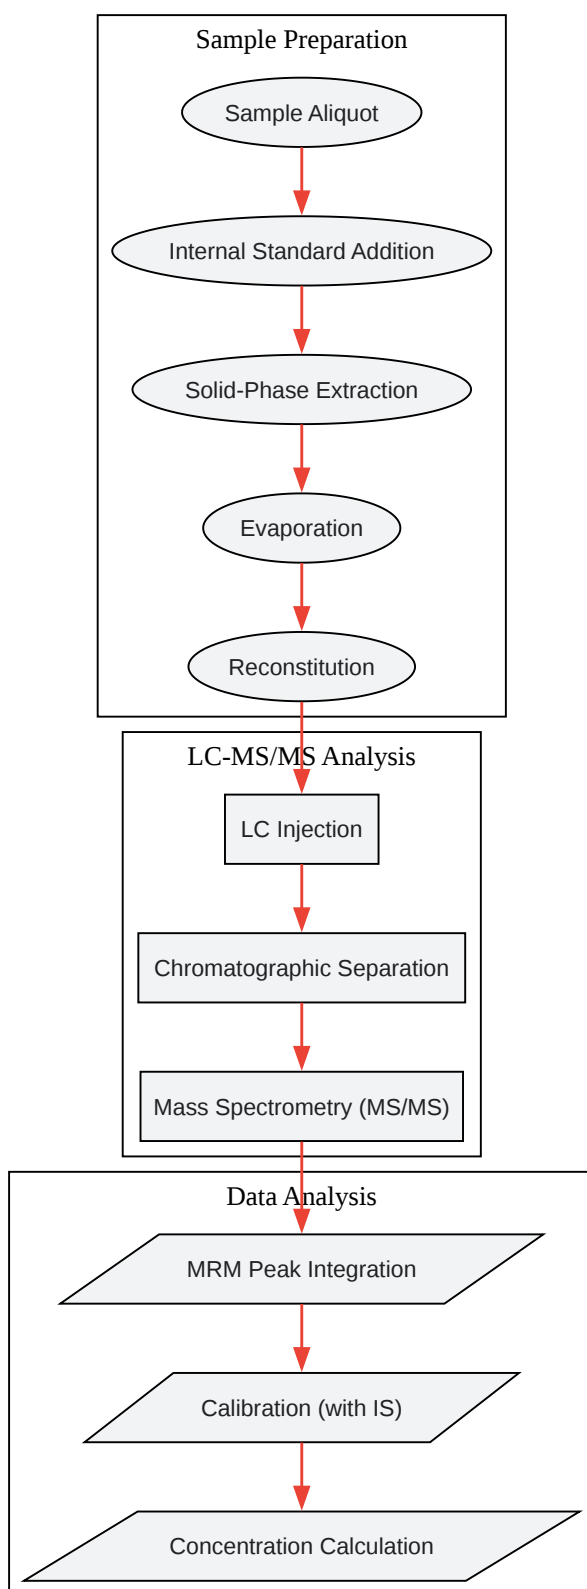 Sample Preparation
Sample Aliquot
Internal Standard Addition
Solid-Phase Extraction
Evaporation
Reconstitution
LC-MS/MS Analysis
LC Injection
Chromatographic Separation
Mass Spectrometry (MS/MS)
Data Analysis
MRM Peak Integration
Calibration (with IS)
Concentration Calculation